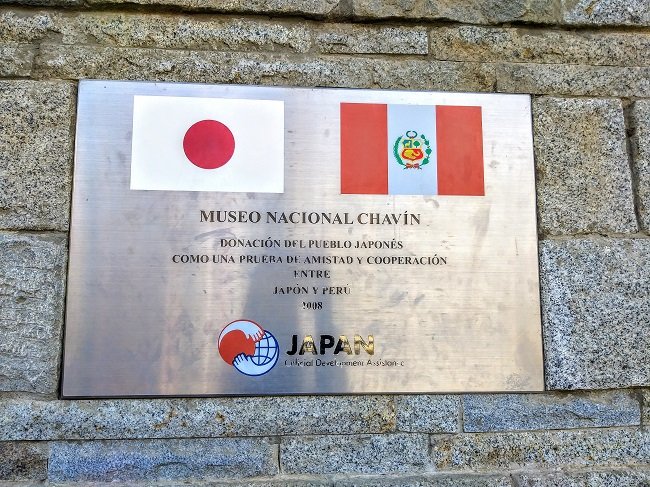 MUSEO NACIONAL CHAVÍN
DONACIÓN DEL PUEBLO JAPONÉS
COMO UNA PRUEBA DE AMISTAD Y COOPERACIÓN
ENTRE
JAPÓN Y PERÚ
2008
JAPAN
Official Development Assistance